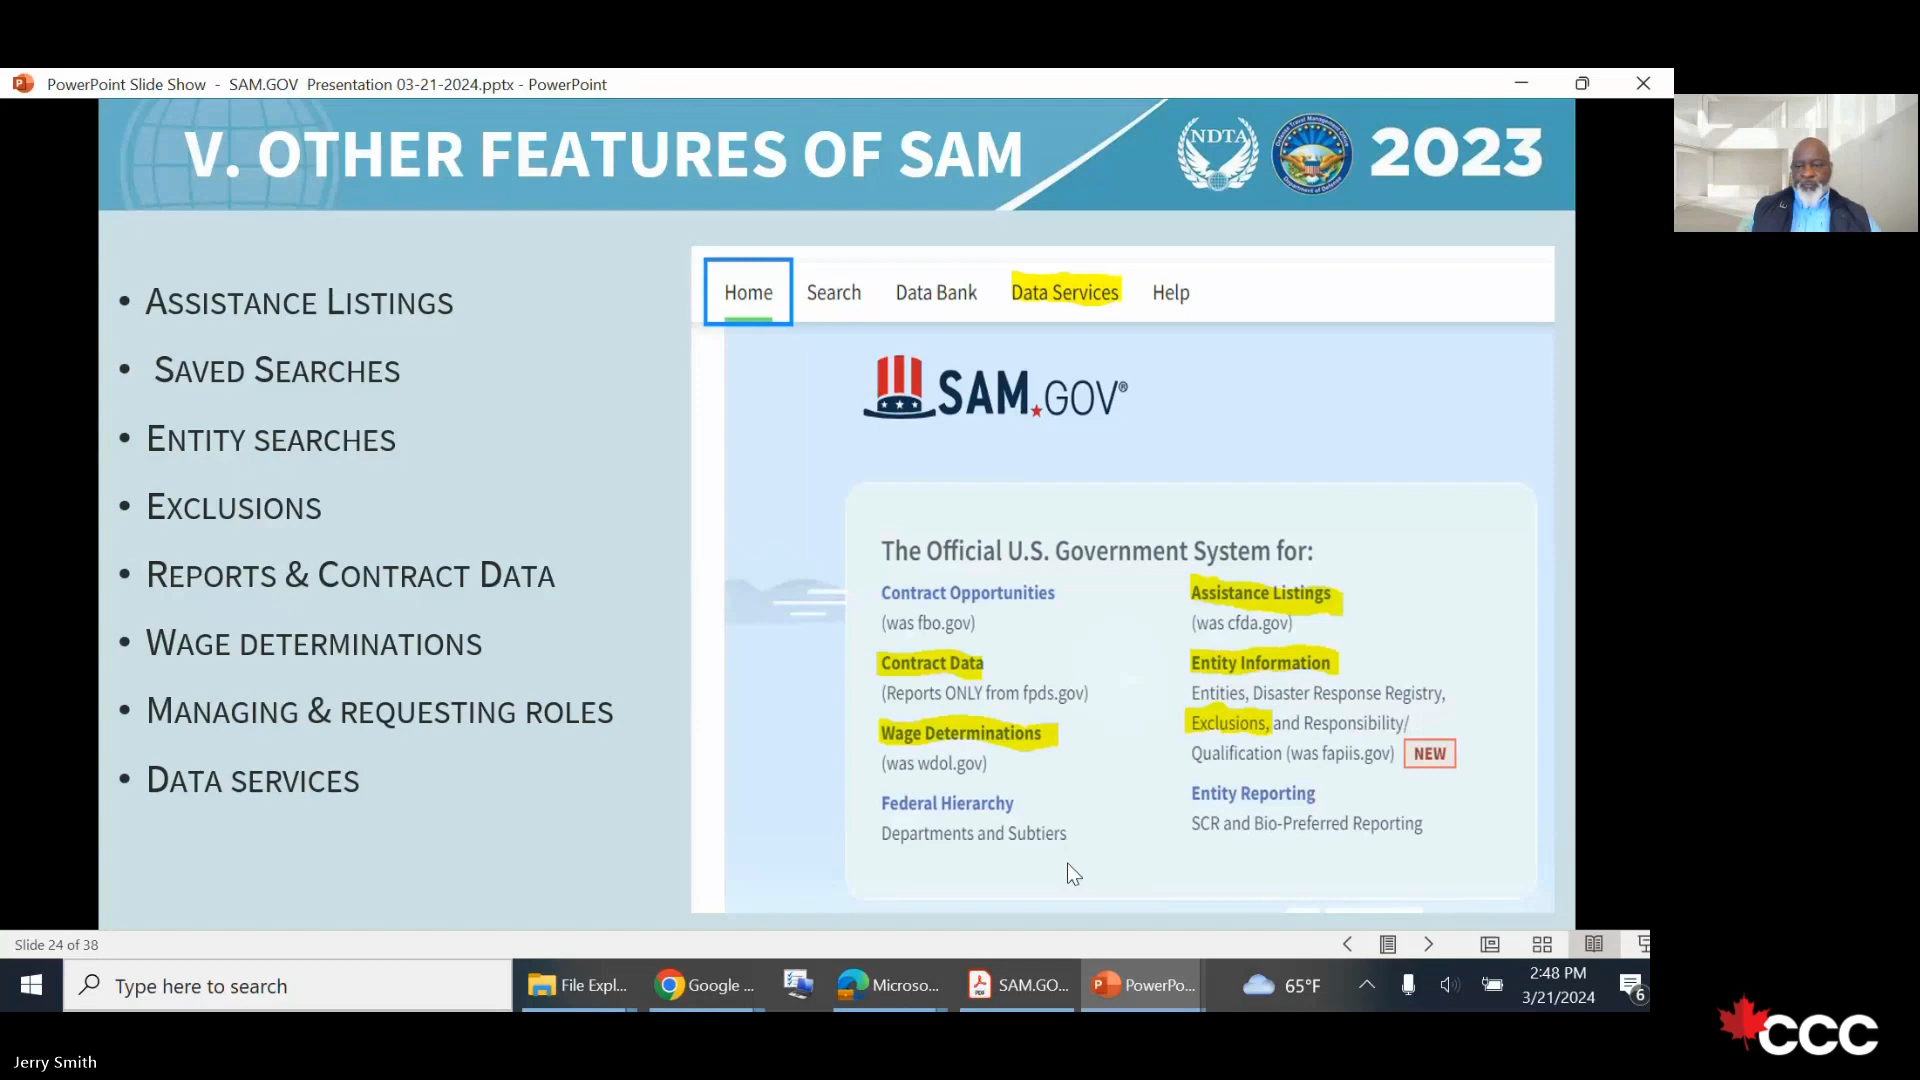 PowerPoint Slide Show - SAM.GOV Presentation 03-21-2024.pptx - PowerPoint
V. OTHER FEATURES OF SAM
NDTA
2023
• ASSISTANCE LISTINGS
• SAVED SEARCHES
• ENTITY SEARCHES
• EXCLUSIONS
• REPORTS & CONTRACT DATA
• WAGE DETERMINATIONS
• MANAGING & REQUESTING ROLES
• DATA SERVICES
Home Search Data Bank Data Services Help
SAM.GOV®
The Official U.S. Government System for:
Contract Opportunities
(was fbo.gov)
Contract Data
(Reports ONLY from fpds.gov)
Wage Determinations
(was wdol.gov)
Federal Hierarchy
Departments and Subtiers
Assistance Listings
(was cfda.gov)
Entity Information
Entities, Disaster Response Registry,
Exclusions, and Responsibility/
Qualification (was fapiis.gov) NEW
Entity Reporting
SCR and Bio-Preferred Reporting
Slide 24 of 38
Type here to search
File Expl...
Google ...
Microso...
SAM.GO...
PowerPo...
65°F
2:48 PM
3/21/2024
6
CCC
Jerry Smith